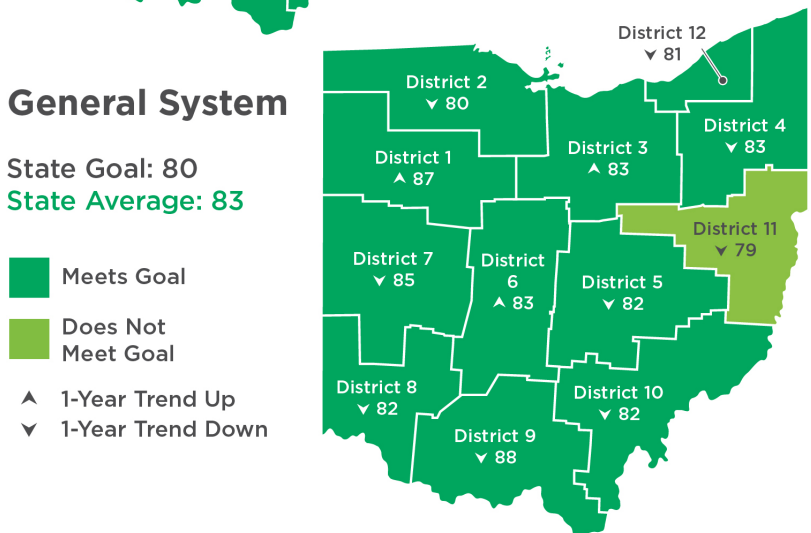 General System
State Goal: 80
State Average: 83
Meets Goal
Does Not
Meet Goal
1-Year Trend Up
1-Year Trend Down
District 12
81
District 2
80
District 4
83
District 3
83
District 1
87
District 11
79
District 7
85
District
6
83
District 5
82
District 8
82
District 10
82
District 9
88